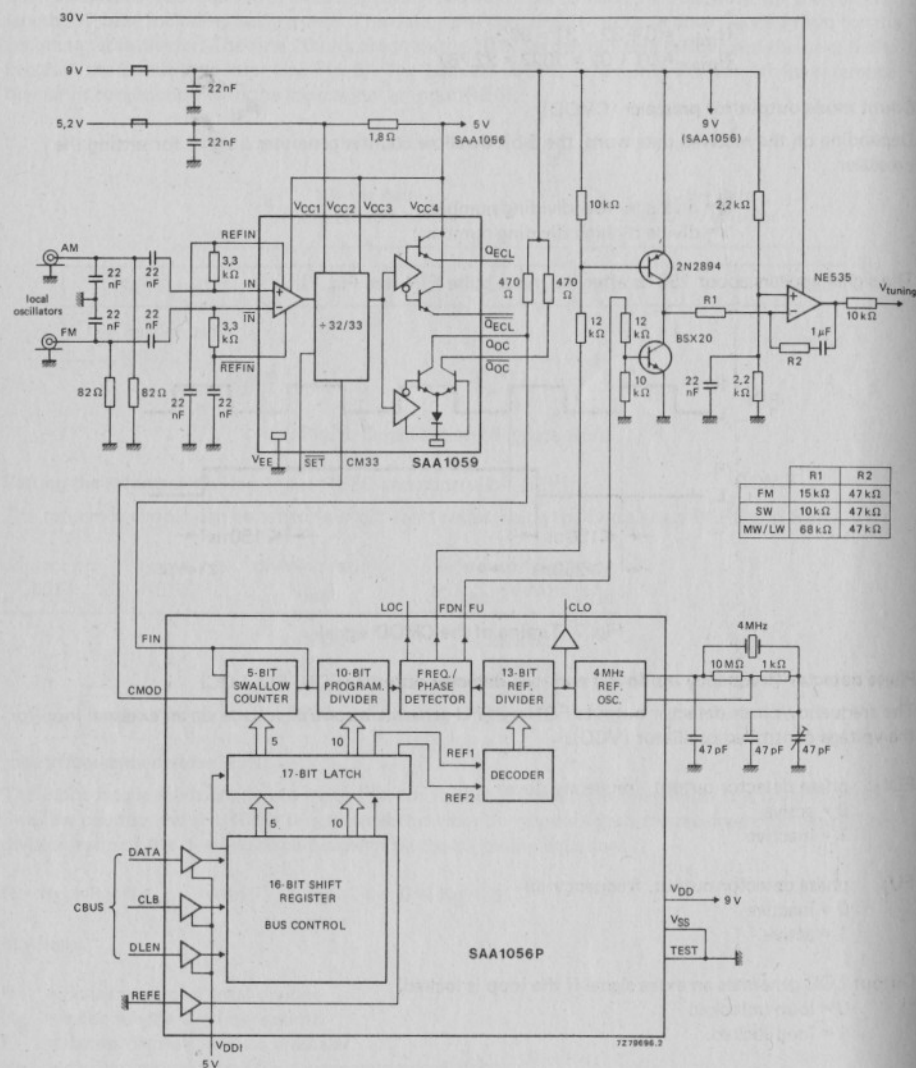 30 V
9 V
22 nF
9 V
(SAA1056)
5,2 V
22 nF
1,8 Ω
5 V
SAA1056
VCC1
VCC2
VCC3
VCC4
10 kΩ
2,2 kΩ
AM
REFIN
22 nF
22 nF
3,3 kΩ
IN
QECL
2N2894
NE535
Vtuning
local oscillators
÷32/33
470 Ω
470 Ω
R1
10 kΩ
22 nF
22 nF
IN
QECL
12 kΩ
12 kΩ
BSX20
1 µF
FM
3,3 kΩ
QOC
R2
REFIN
QOC
10 kΩ
22 nF
2,2 kΩ
82 Ω
82 Ω
22 nF
22 nF
VEE
SET
CM33
SAA1059
R1 R2
FM 15 kΩ 47 kΩ
SW 10 kΩ 47 kΩ
MW/LW 68 kΩ 47 kΩ
LOC
FDN
FU
CLO
FIN
CMOD
5-BIT SWALLOW COUNTER
10-BIT PROGRAM. DIVIDER
FREQ./ PHASE DETECTOR
13-BIT REF. DIVIDER
4 MHz REF. OSC.
4 MHz
10 MΩ
1 kΩ
47 pF
47 pF
47 pF
5
10
17-BIT LATCH
REF1
REF2
DECODER
5
10
DATA
CBUS
CLB
DLEN
16-BIT SHIFT REGISTER
BUS CONTROL
VDD
9 V
VSS
TEST
SAA1056P
REFE
VDDI
5 V
7Z79696.2